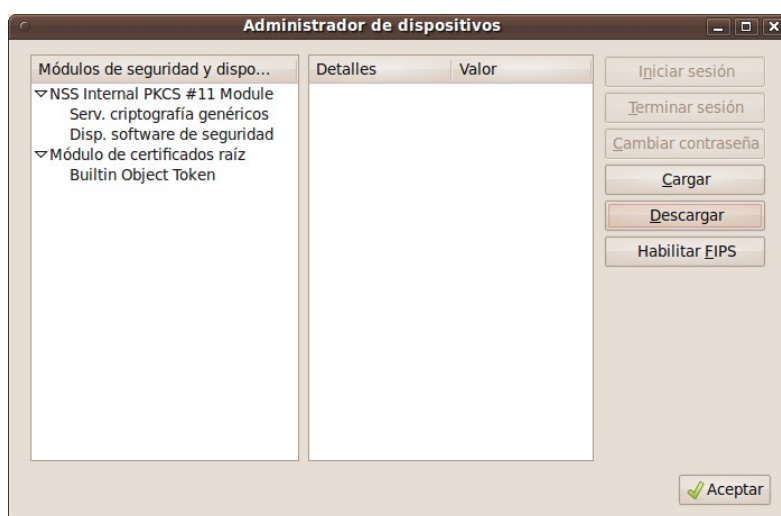 Administrador de dispositivos
Módulos de seguridad y dispo...
NSS Internal PKCS #11 Module
Serv. criptografía genéricos
Disp. software de seguridad
Módulo de certificados raíz
Builtin Object Token
Detalles Valor
Iniciar sesión
Terminar sesión
Cambiar contraseña
Cargar
Descargar
Habilitar FIPS
Aceptar